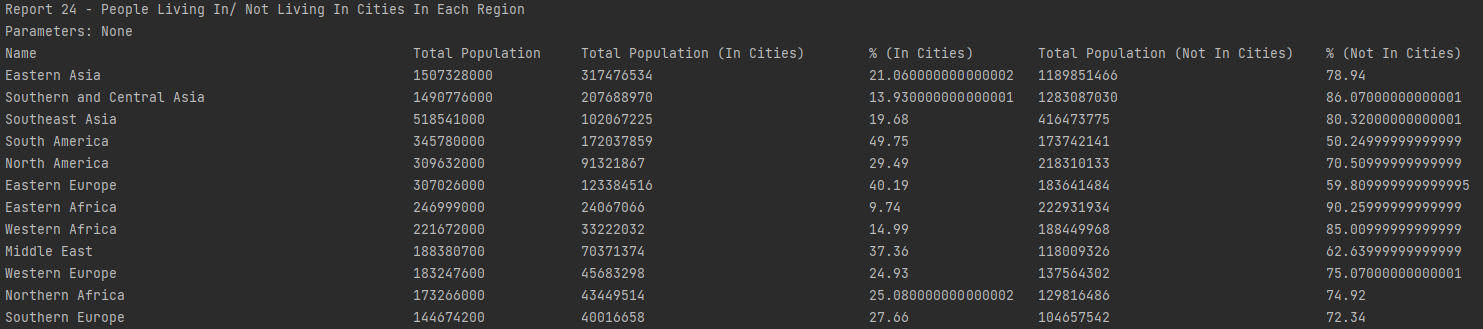 Report 24 - People Living In/ Not Living In Cities In Each Region
Parameters: None
Name Total Population Total Population (In Cities) % (In Cities) Total Population (Not In Cities) % (Not In Cities)
Eastern Asia 1507328000 317476534 21.060000000000002 1189851466 78.94
Southern and Central Asia 1490776000 207688970 13.930000000000001 1283087030 86.07000000000001
Southeast Asia 518541000 102067225 19.68 416473775 80.32000000000001
South America 345780000 172037859 49.75 173742141 50.24999999999999
North America 309632000 91321867 29.49 218310133 70.50999999999999
Eastern Europe 307026000 123384516 40.19 183641484 59.809999999999995
Eastern Africa 246999000 24067066 9.74 222931934 90.25999999999999
Western Africa 221672000 33222032 14.99 188449968 85.00999999999999
Middle East 188380700 70371374 37.36 118009326 62.63999999999999
Western Europe 183247600 45683298 24.93 137564302 75.07000000000001
Northern Africa 173266000 43449514 25.080000000000002 129816486 74.92
Southern Europe 144674200 40016658 27.66 104657542 72.34